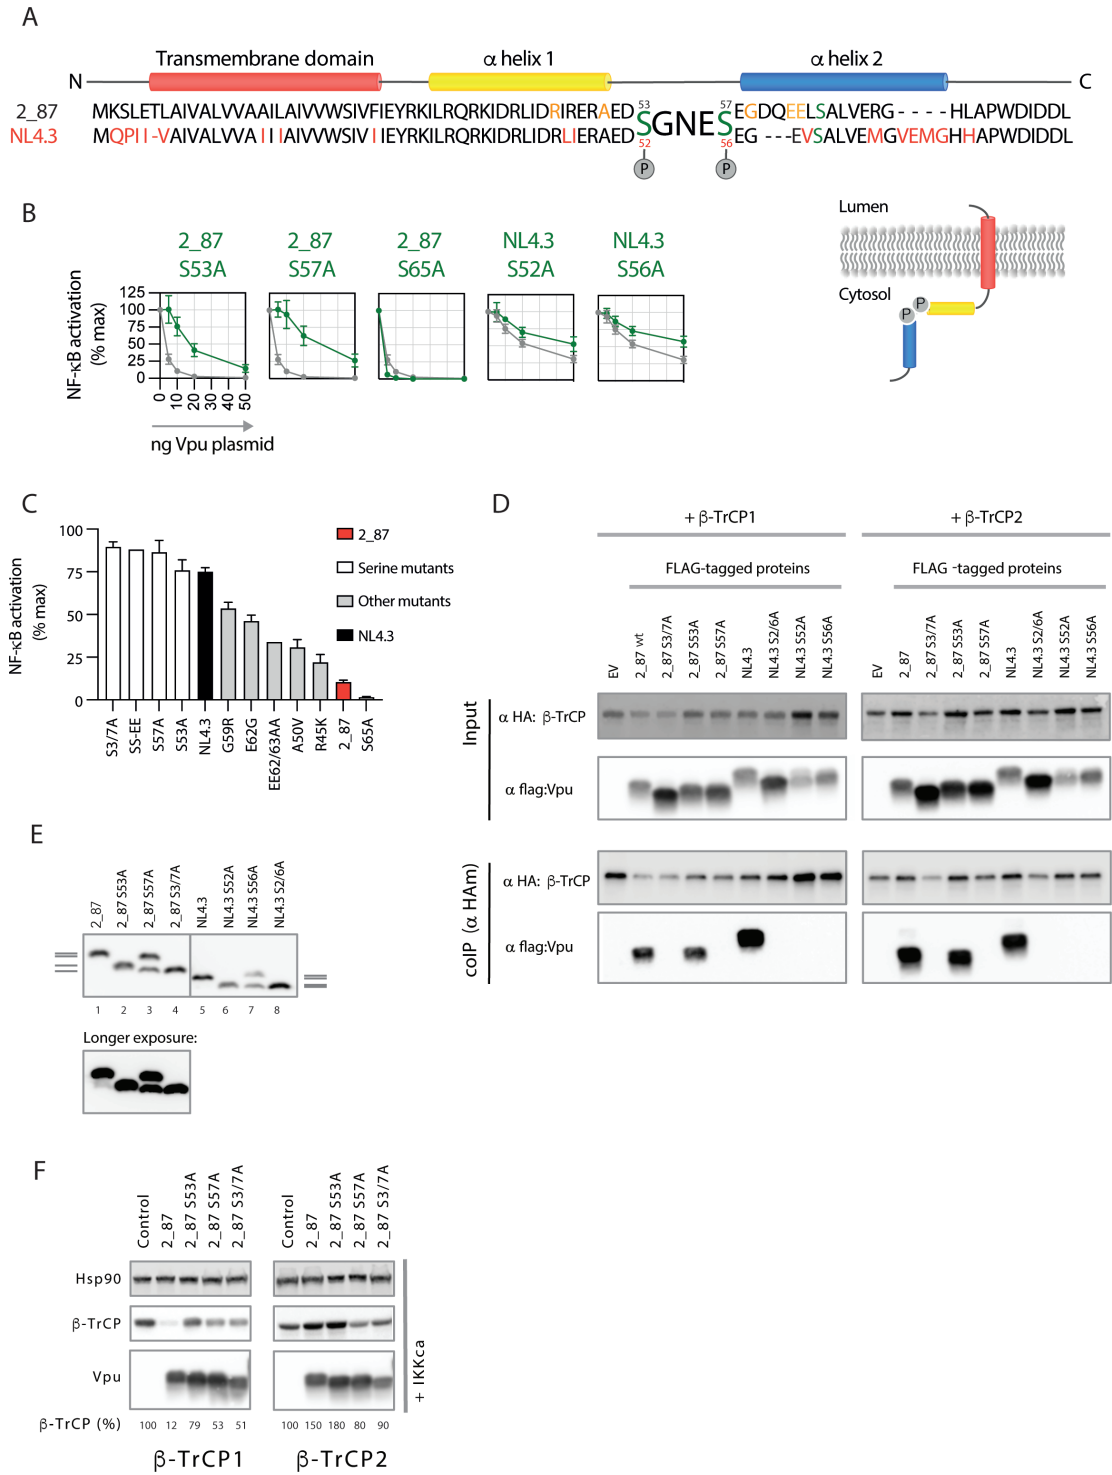 A
Transmembrane domain α helix 1 α helix 2
N C
2_87 MKSLETLAIVALVVAAILAIVVWSIVFIEYRKILRQRKIDRLIDRIRERAED 53 SGNES 57 EGDQEELSALVERG----HLAPWDIDDL
NL4.3 MQPII-VAIVALVVAIIIAIVVWSIVIIEYRKILRQRKIDRLIERAED 52 56 EG---EVSALVEMGVEMGHHAPWDIDDL
P P
B
2_87 2_87 2_87 NL4.3 NL4.3
S53A S57A S65A S52A S56A
NF-κB activation
(% max)
125
100
75
50
25
0
0 10 20 30 40 50
ng Vpu plasmid
Lumen
Cytosol
P P
C
NF-κB activation
(% max)
100
75
50
25
0
2_87
Serine mutants
Other mutants
NL4.3
S3/7A SS-EE S57A S53A NL4.3 G59R E62G EE62/63AA A50V R45K 2_87 S65A
D
+ β-TrCP1 + β-TrCP2
FLAG-tagged proteins FLAG -tagged proteins
EV 2_87 wt 2_87 S3/7A 2_87 S53A 2_87 S57A NL4.3 NL4.3 S2/6A NL4.3 S52A NL4.3 S56A
EV 2_87 2_87 S3/7A 2_87 S53A 2_87 S57A NL4.3 NL4.3 S2/6A NL4.3 S52A NL4.3 S56A
Input
α HA: β-TrCP
α flag:Vpu
coIP (α HAm)
α HA: β-TrCP
α flag:Vpu
E
2_87 2_87 S53A 2_87 S57A 2_87 S3/7A NL4.3 NL4.3 S52A NL4.3 S56A NL4.3 S2/6A
1 2 3 4 5 6 7 8
Longer exposure:
F
Control 2_87 2_87 S53A 2_87 S57A 2_87 S3/7A
Control 2_87 2_87 S53A 2_87 S57A 2_87 S3/7A
Hsp90
β-TrCP
Vpu
+ IKKca
β-TrCP (%) 100 12 79 53 51 100 150 180 80 90
β-TrCP1 β-TrCP2